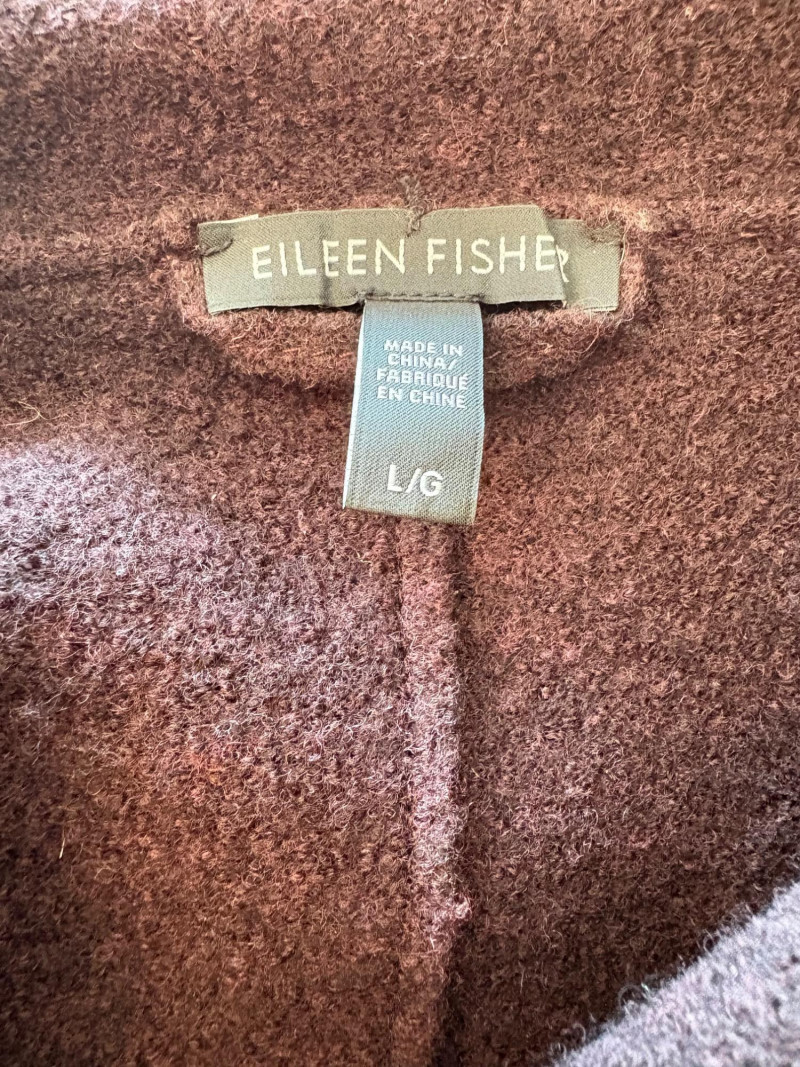 EILEEN FISHER
MADE IN
CHINA/
FABRIQUÉ
EN CHINE
L/G